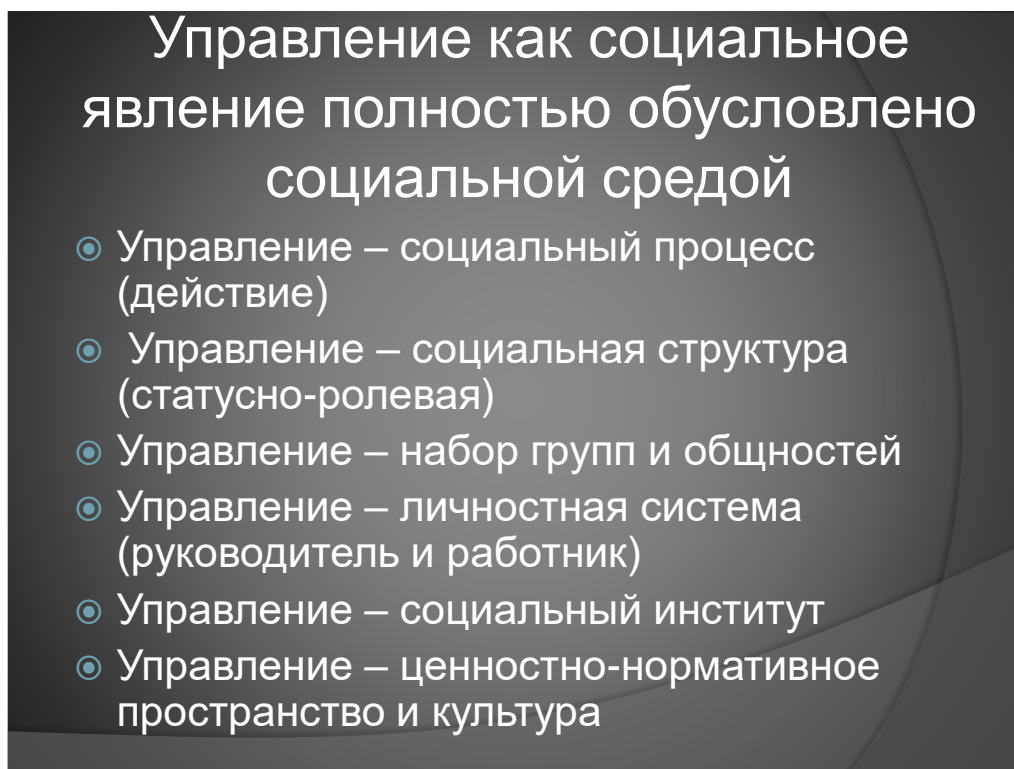 Управление как социальное
явление полностью обусловлено
социальной средой
Управление – социальный процесс
(действие)
Управление – социальная структура
(статусно-ролевая)
Управление – набор групп и общностей
Управление – личностная система
(руководитель и работник)
Управление – социальный институт
Управление – ценностно-нормативное
пространство и культура